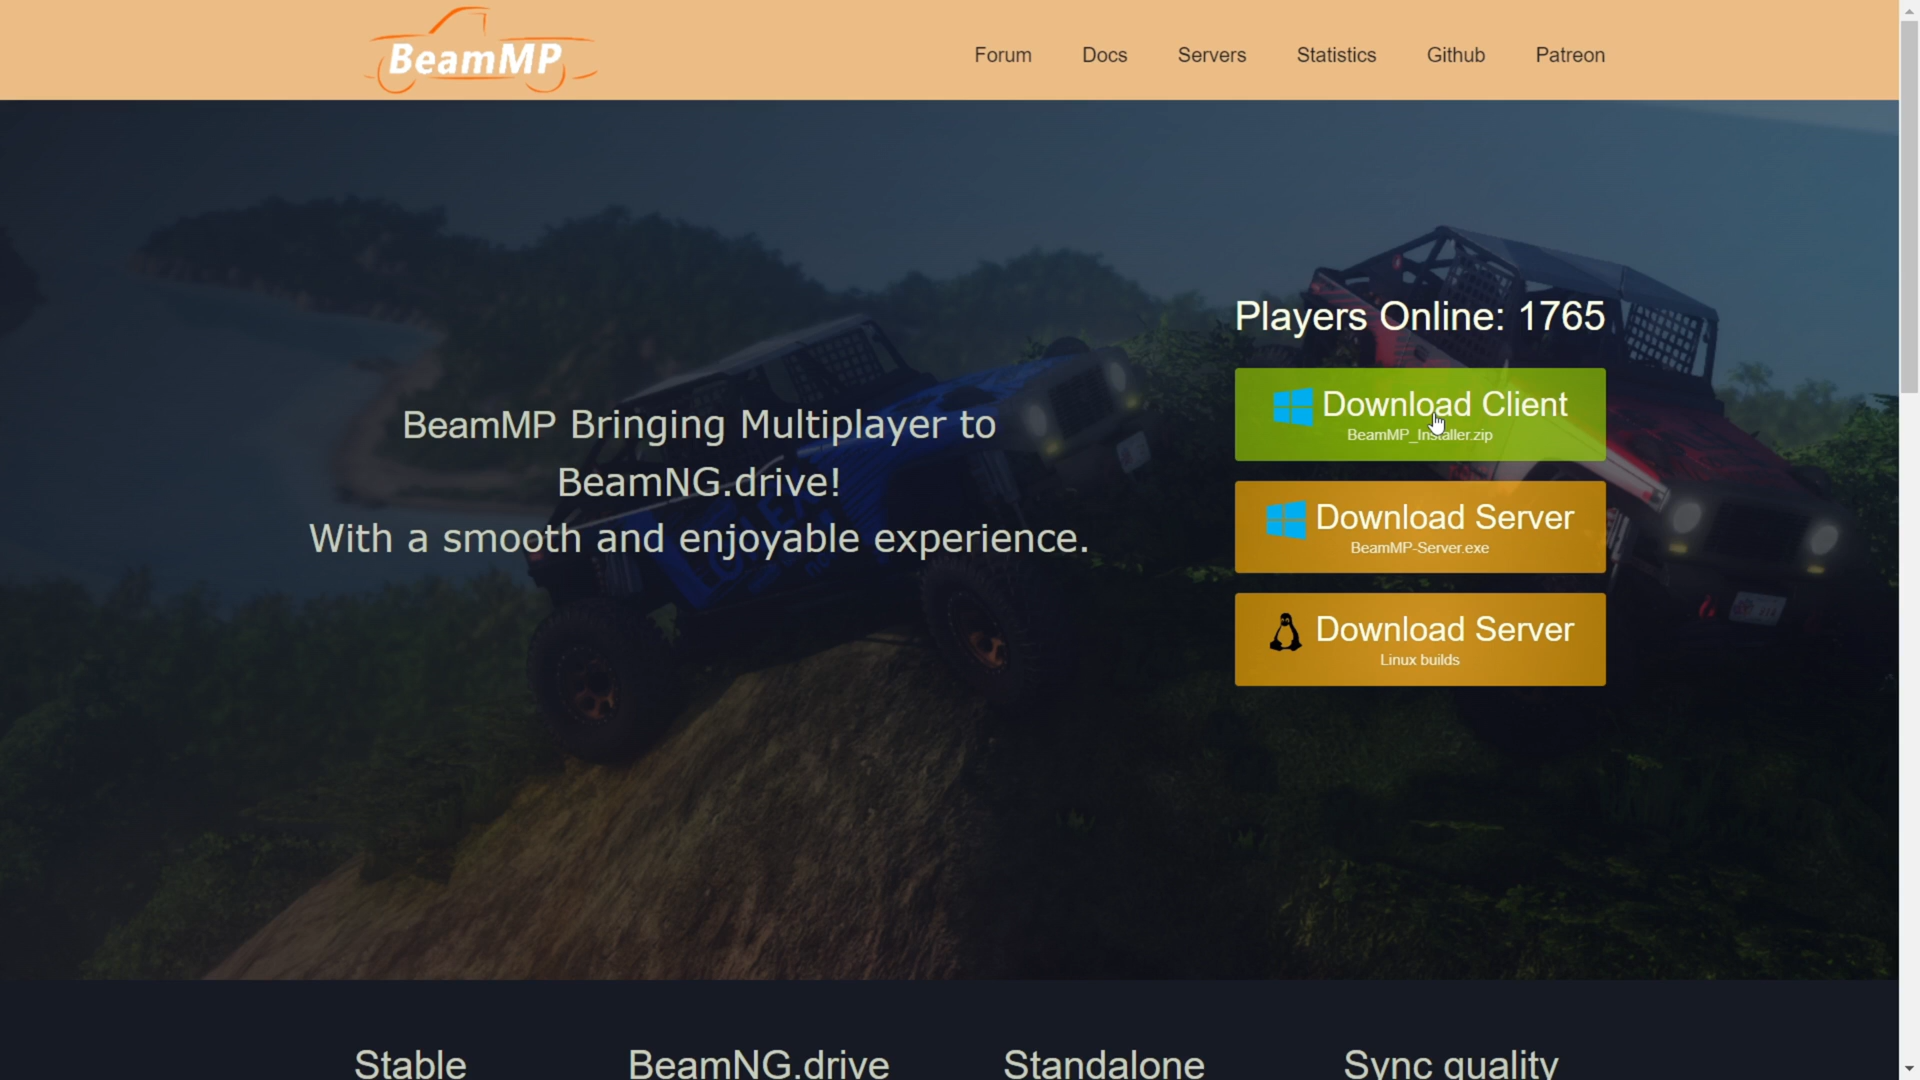 BeamMP
Forum
Docs
Servers
Statistics
Github
Patreon
Players Online: 1765
Download Client
BeamMP_Installer.zip
BeamMP Bringing Multiplayer to
BeamNG.drive!
With a smooth and enjoyable experience.
Download Server
BeamMP-Server.exe
Download Server
Linux builds
Stable
BeamNG.drive
Standalone
Sync quality